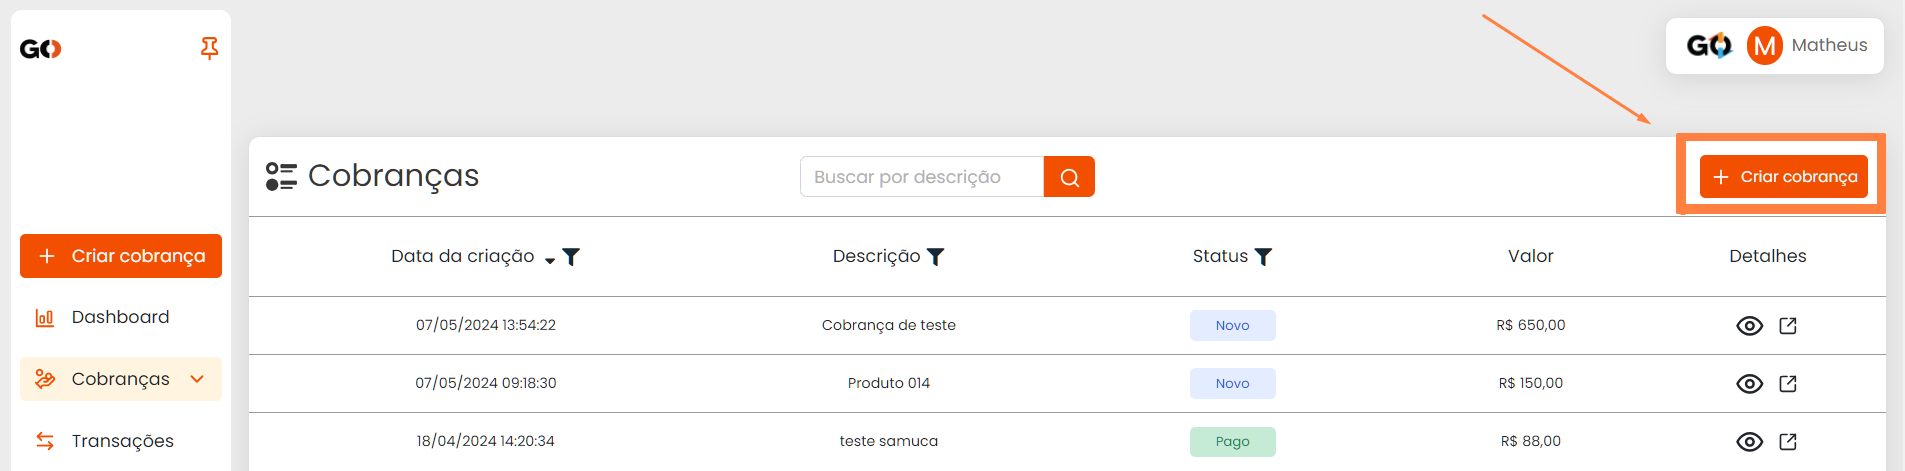 GO
GO M Matheus
Cobranças
Buscar por descrição
+ Criar cobrança
+ Criar cobrança
Dashboard
Cobranças
Transações
Data da criação Descrição Status Valor Detalhes
07/05/2024 13:54:22 Cobrança de teste Novo R$ 650,00
07/05/2024 09:18:30 Produto 014 Novo R$ 150,00
18/04/2024 14:20:34 teste samuca Pago R$ 88,00